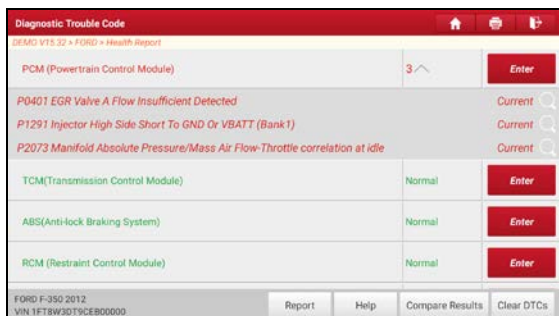 Diagnostic Trouble Code
DEMO V15.32 > FORD > Health Report
PCM (Powertrain Control Module) 3 Enter
P0401 EGR Valve A Flow Insufficient Detected Current
P1291 Injector High Side Short To GND Or VBATT (Bank1) Current
P2073 Manifold Absolute Pressure/Mass Air Flow-Throttle correlation at idle Current
TCM(Transmission Control Module) Normal Enter
ABS(Anti-lock Braking System) Normal Enter
RCM (Restraint Control Module) Normal Enter
FORD F-350 2012
VIN 1FT8W3DT9CEB00000
Report Help Compare Results Clear DTCs